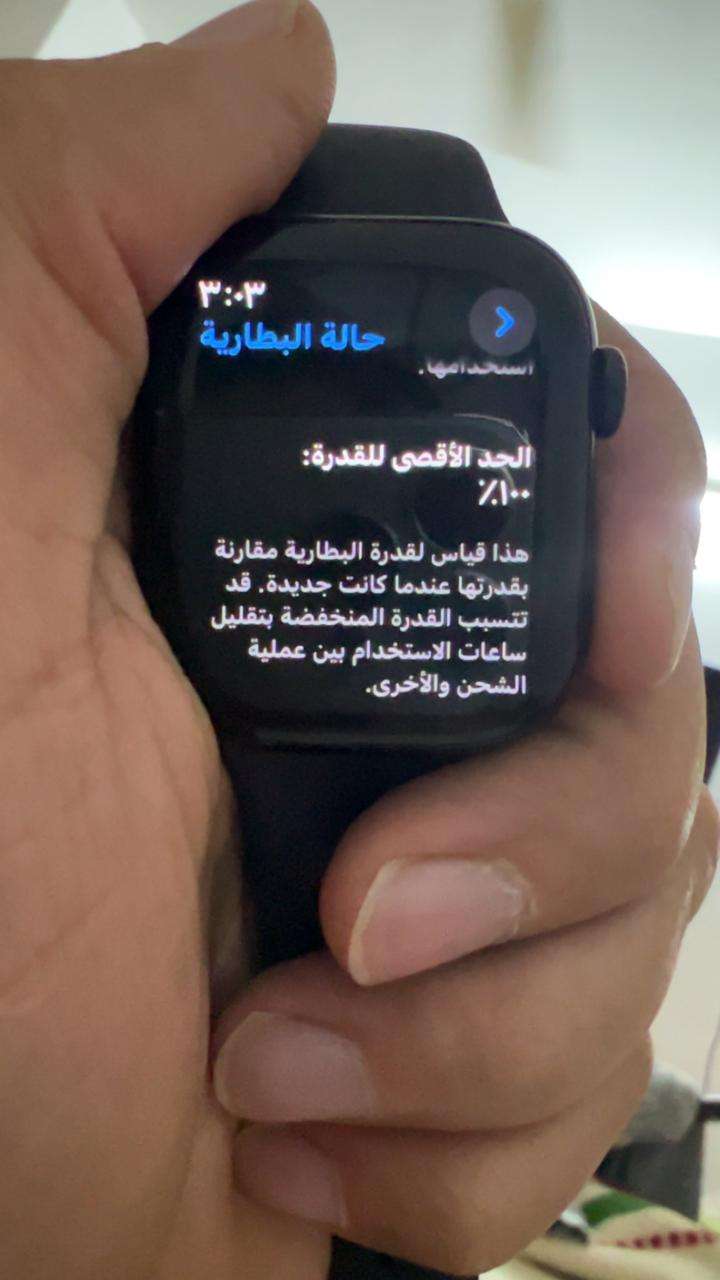 ٣:٠٣
حالة البطارية
استخدامها.
الحد الأقصى للقدرة:
١٠٠٪
هذا قياس لقدرة البطارية مقارنة
بقدرتها عندما كانت جديدة. قد
تتسبب القدرة المنخفضة بتقليل
ساعات الاستخدام بين عملية
الشحن والأخرى.